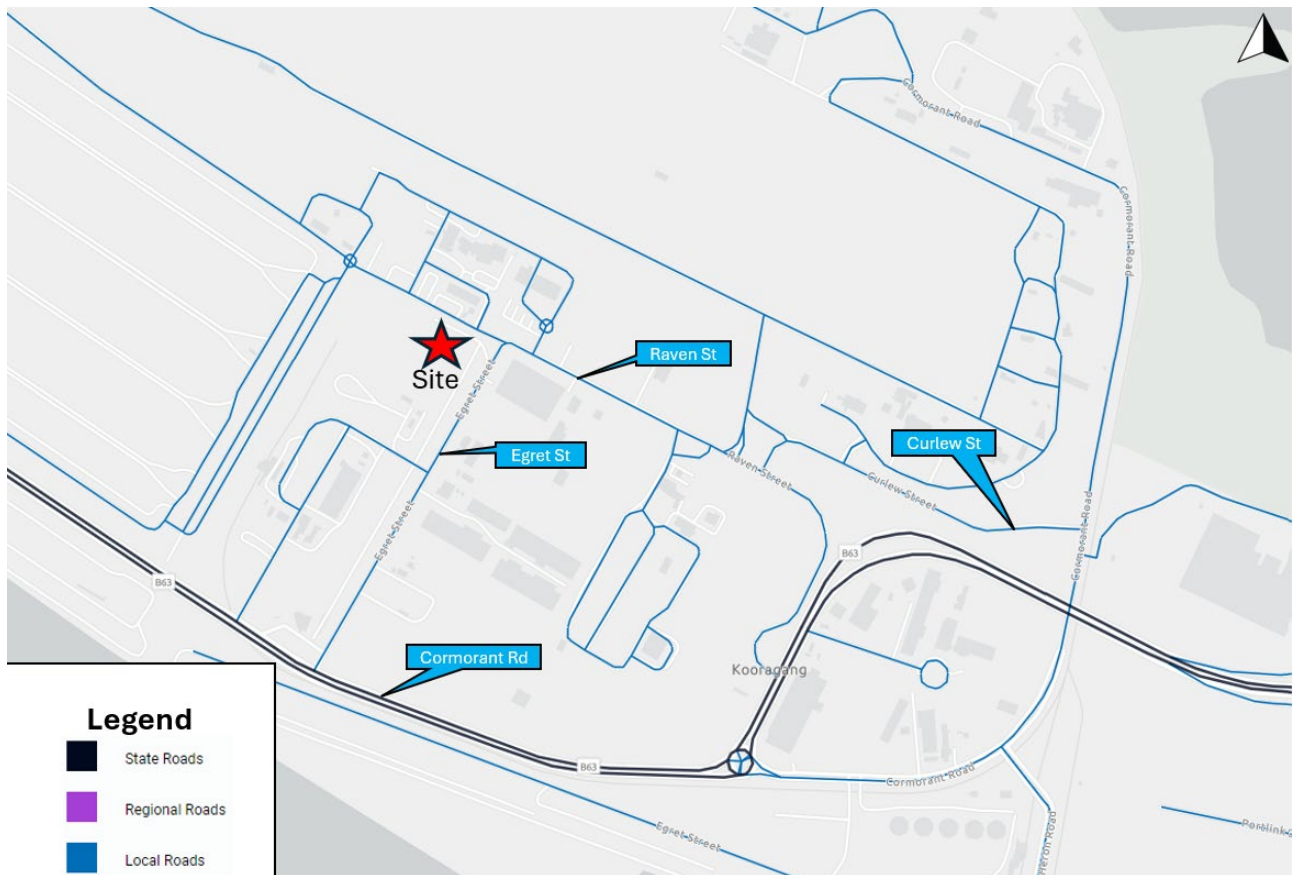 Cormorant Road
Cormorant Road
Raven St
Site
Egret Street
Egret St
Curlew St
Raven Street
Curlew Street
Egret Street
Cormorant Road
B63
B63
Cormorant Rd
Kooragang
B63
Cormorant Road
Egret Street
Heron Road
Legend
State Roads
Regional Roads
Local Roads